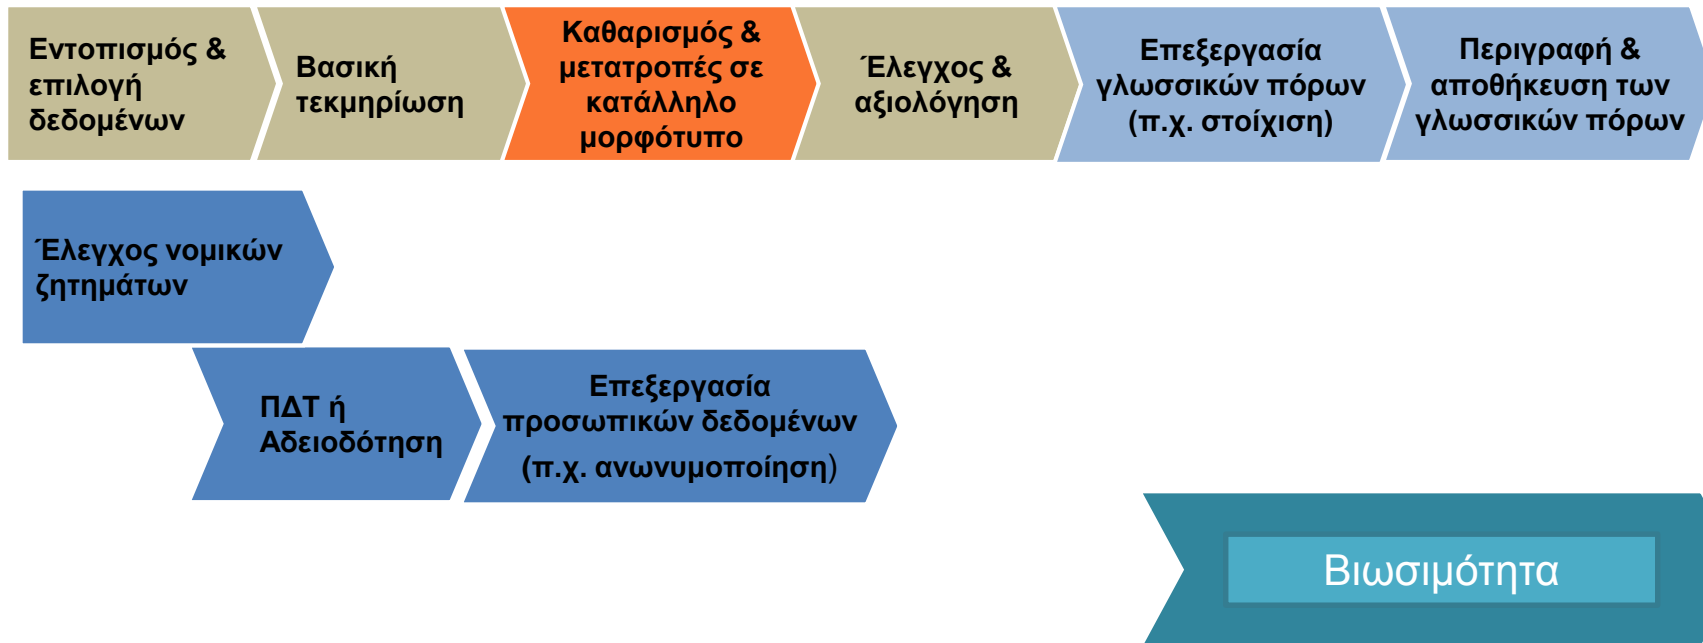 Εντοπισμός &
επιλογή
δεδομένων
Βασική
τεκμηρίωση
Καθαρισμός &
μετατροπές σε
κατάλληλο
μορφότυπο
Έλεγχος &
αξιολόγηση
Επεξεργασία
γλωσσικών πόρων
(π.χ. στοίχιση)
Περιγραφή &
αποθήκευση των
γλωσσικών πόρων
Έλεγχος νομικών
ζητημάτων
ΠΔΤ ή
Αδειοδότηση
Επεξεργασία
προσωπικών δεδομένων
(π.χ. ανωνυμοποίηση)
Βιωσιμότητα